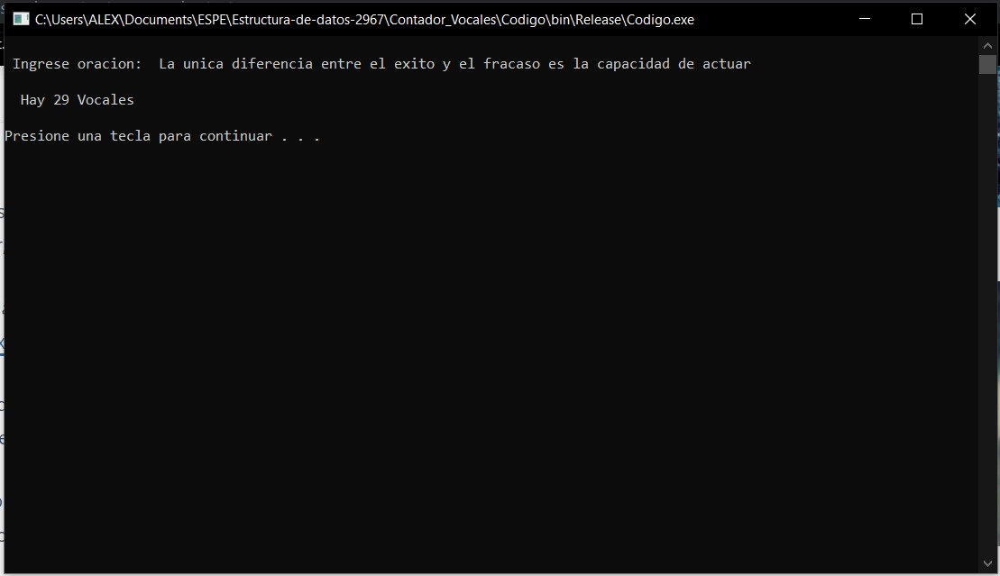 C:\Users\ALEX\Documents\ESPE\Estructura-de-datos-2967\Contador_Vocales\Codigo\bin\Release\Codigo.exe
Ingrese oracion: La unica diferencia entre el exito y el fracaso es la capacidad de actuar
Hay 29 Vocales
Presione una tecla para continuar . . .